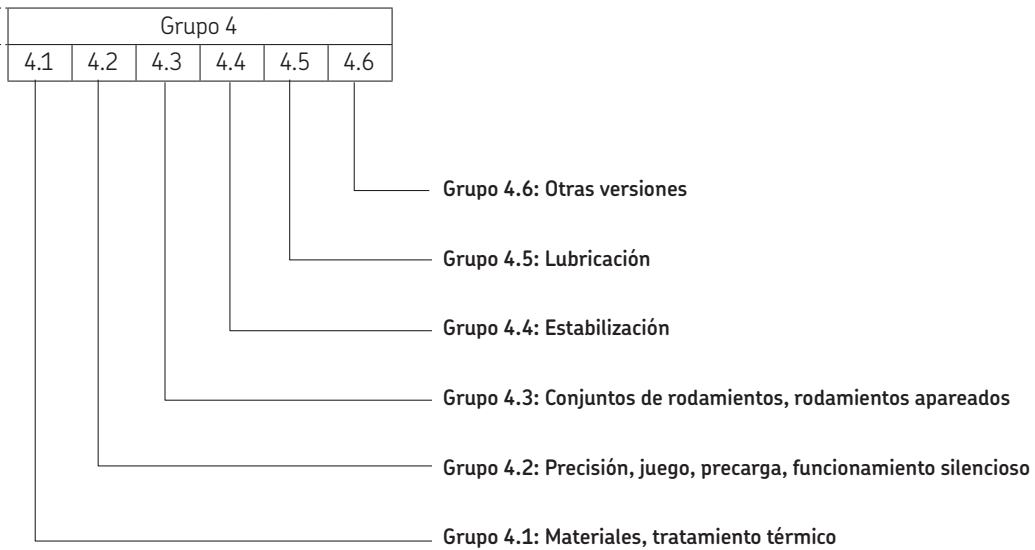 Grupo 4
4.1 4.2 4.3 4.4 4.5 4.6
Grupo 4.6: Otras versiones
Grupo 4.5: Lubricación
Grupo 4.4: Estabilización
Grupo 4.3: Conjuntos de rodamientos, rodamientos apareados
Grupo 4.2: Precisión, juego, precarga, funcionamiento silencioso
Grupo 4.1: Materiales, tratamiento térmico